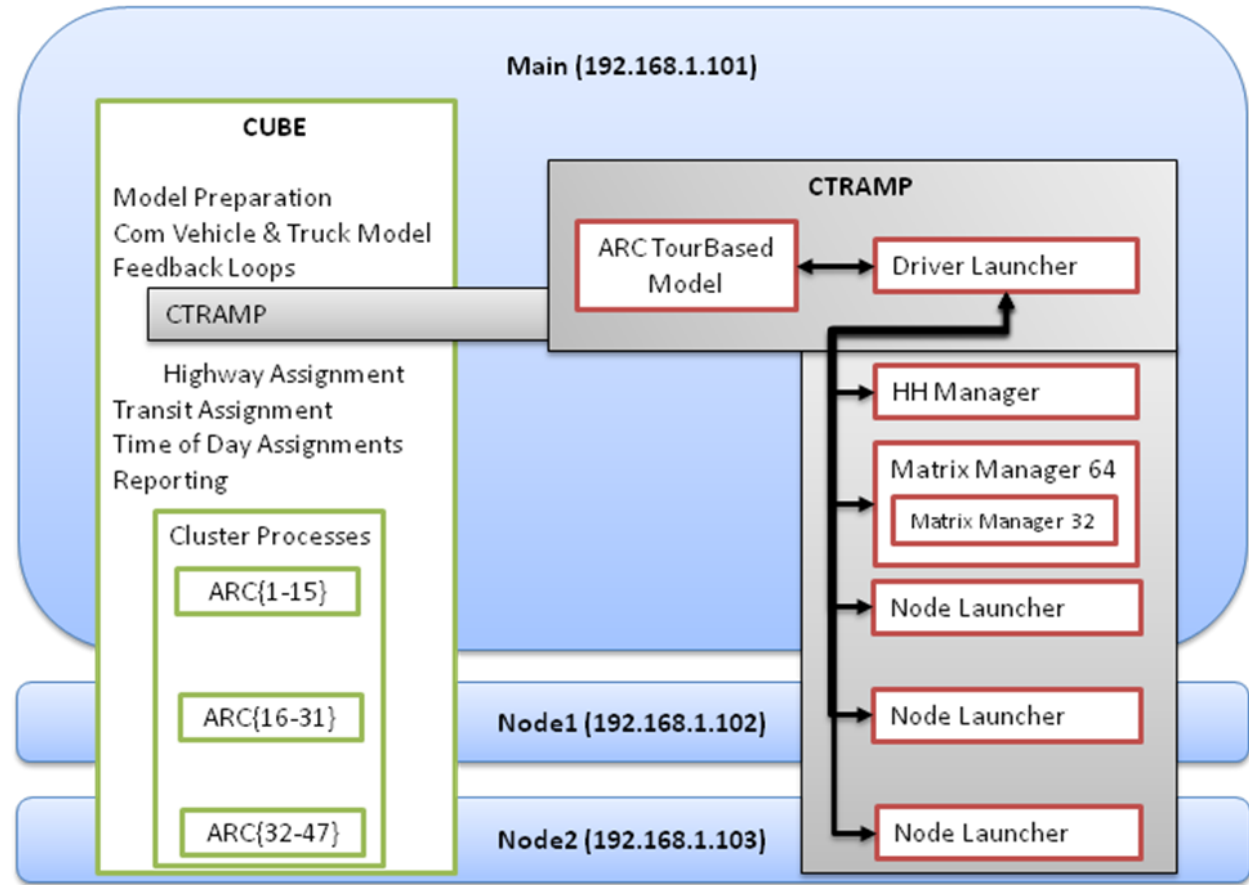 Main (192.168.1.101)
CUBE
Model Preparation
Com Vehicle & Truck Model
Feedback Loops
CTRAMP
Highway Assignment
Transit Assignment
Time of Day Assignments
Reporting
Cluster Processes
ARC{1-15}
ARC{16-31}
ARC{32-47}
CTRAMP
ARC TourBased
Model
Driver Launcher
HH Manager
Matrix Manager 64
Matrix Manager 32
Node Launcher
Node1 (192.168.1.102)
Node Launcher
Node2 (192.168.1.103)
Node Launcher